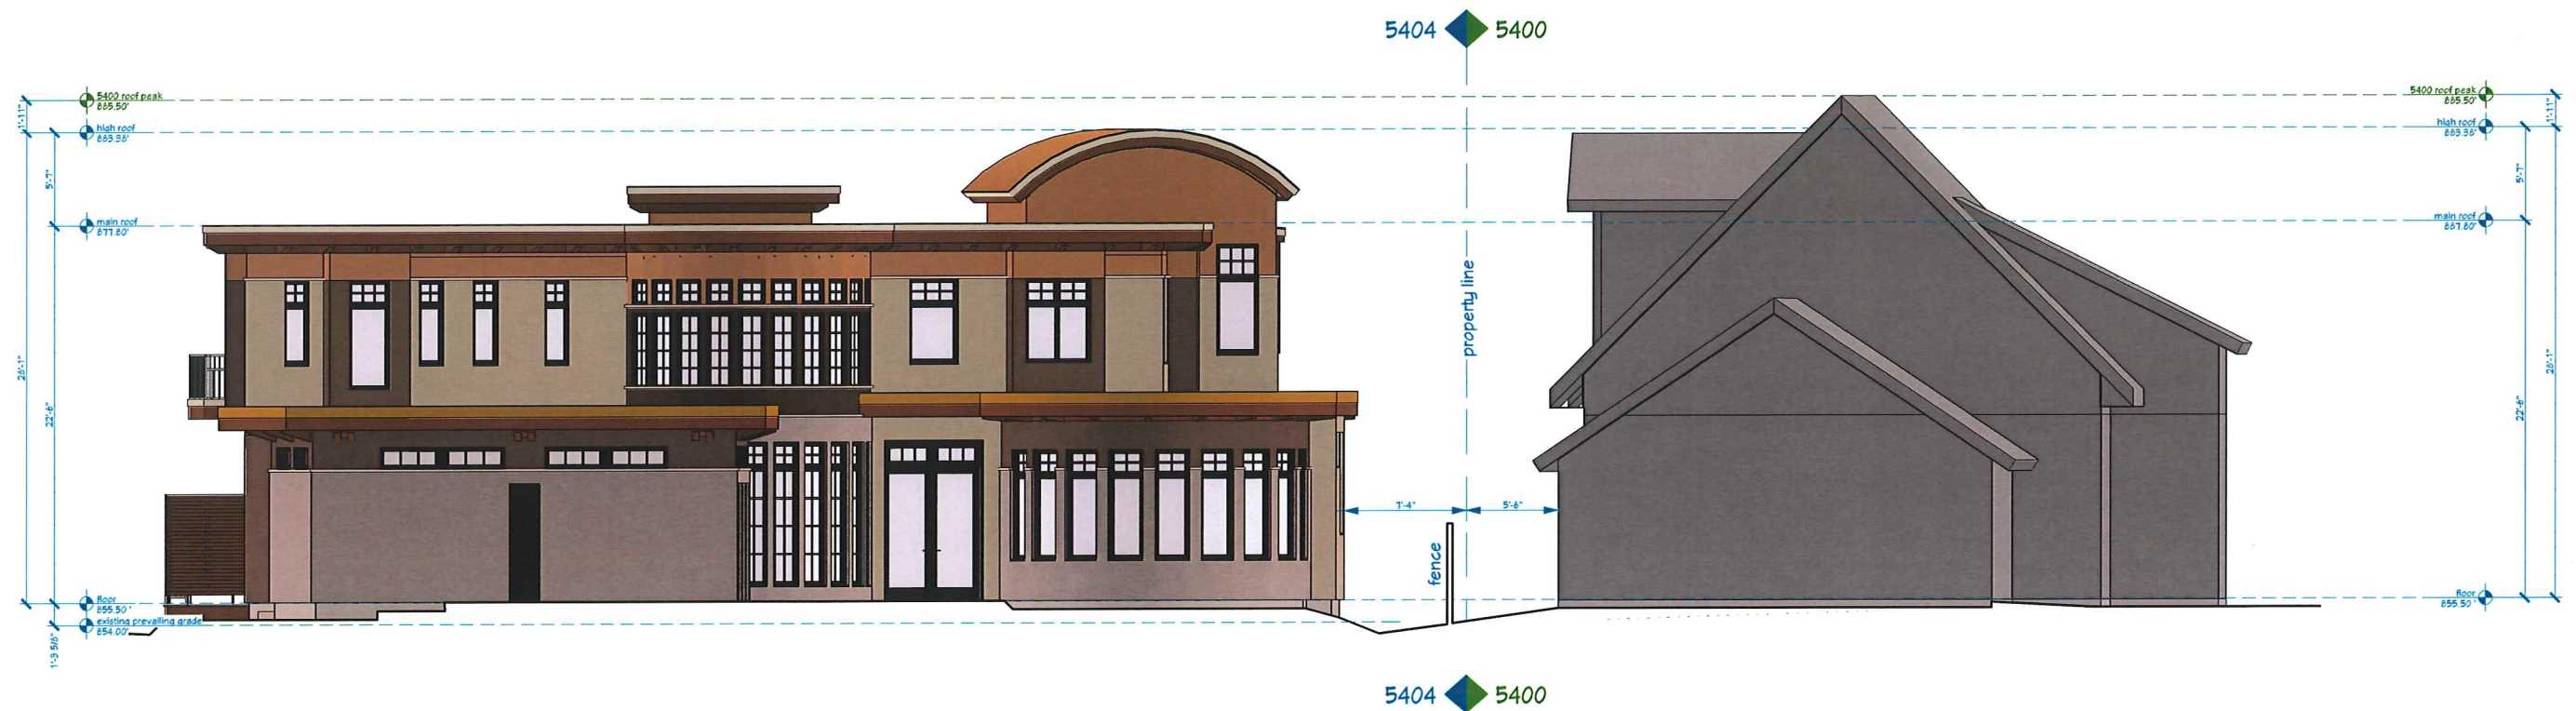 5404 5400
5400 roof peak
885.50'
1'-11"
high roof
883.38'
5'-7"
main roof
877.80'
28'-1"
22'-6"
floor
855.50'
existing prevailing grade
854.00'
1'-3 5/8"
property line
7'-4"
5'-6"
fence
5400 roof peak
885.50'
1'-11"
high roof
883.38'
5'-7"
main roof
887.80'
28'-1"
22'-6"
floor
855.50'
5404 5400